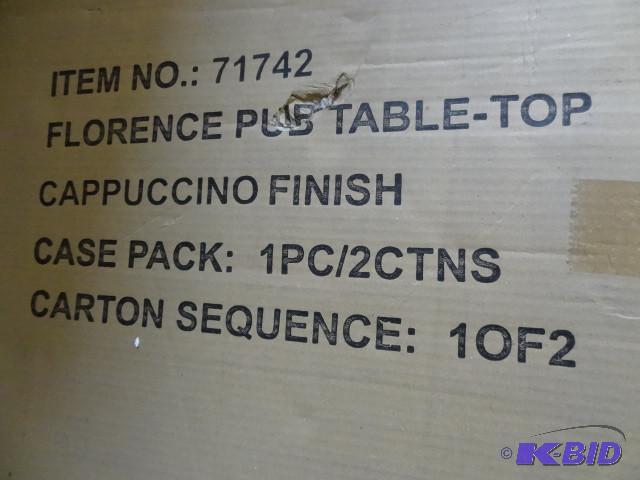 ITEM NO.: 71742
FLORENCE PUB TABLE-TOP
CAPPUCCINO FINISH
CASE PACK: 1PC/2CTNS
CARTON SEQUENCE: 1OF2
© K-BID